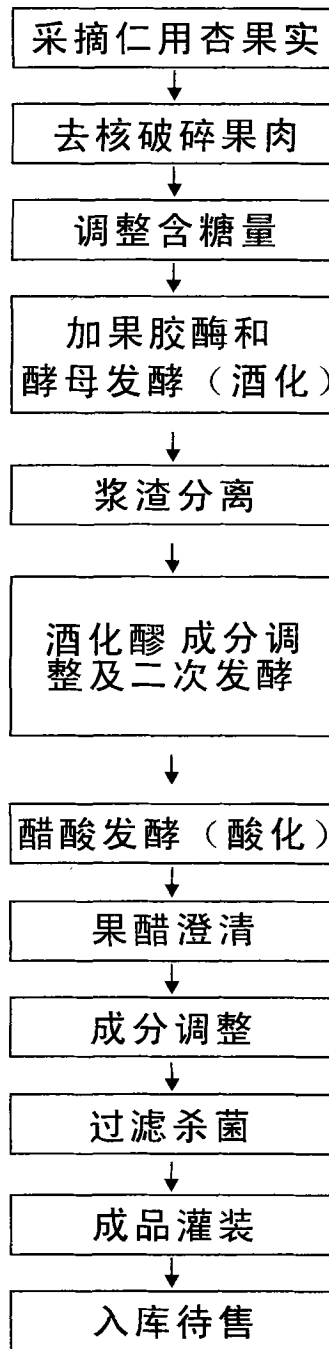 采摘仁用杏果实
去核破碎果肉
调整含糖量
加果胶酶和
酵母发酵（酒化）
浆渣分离
酒化醪 成分调
整及二次发酵
醋酸发酵（酸化）
果醋澄清
成分调整
过滤杀菌
成品灌装
入库待售